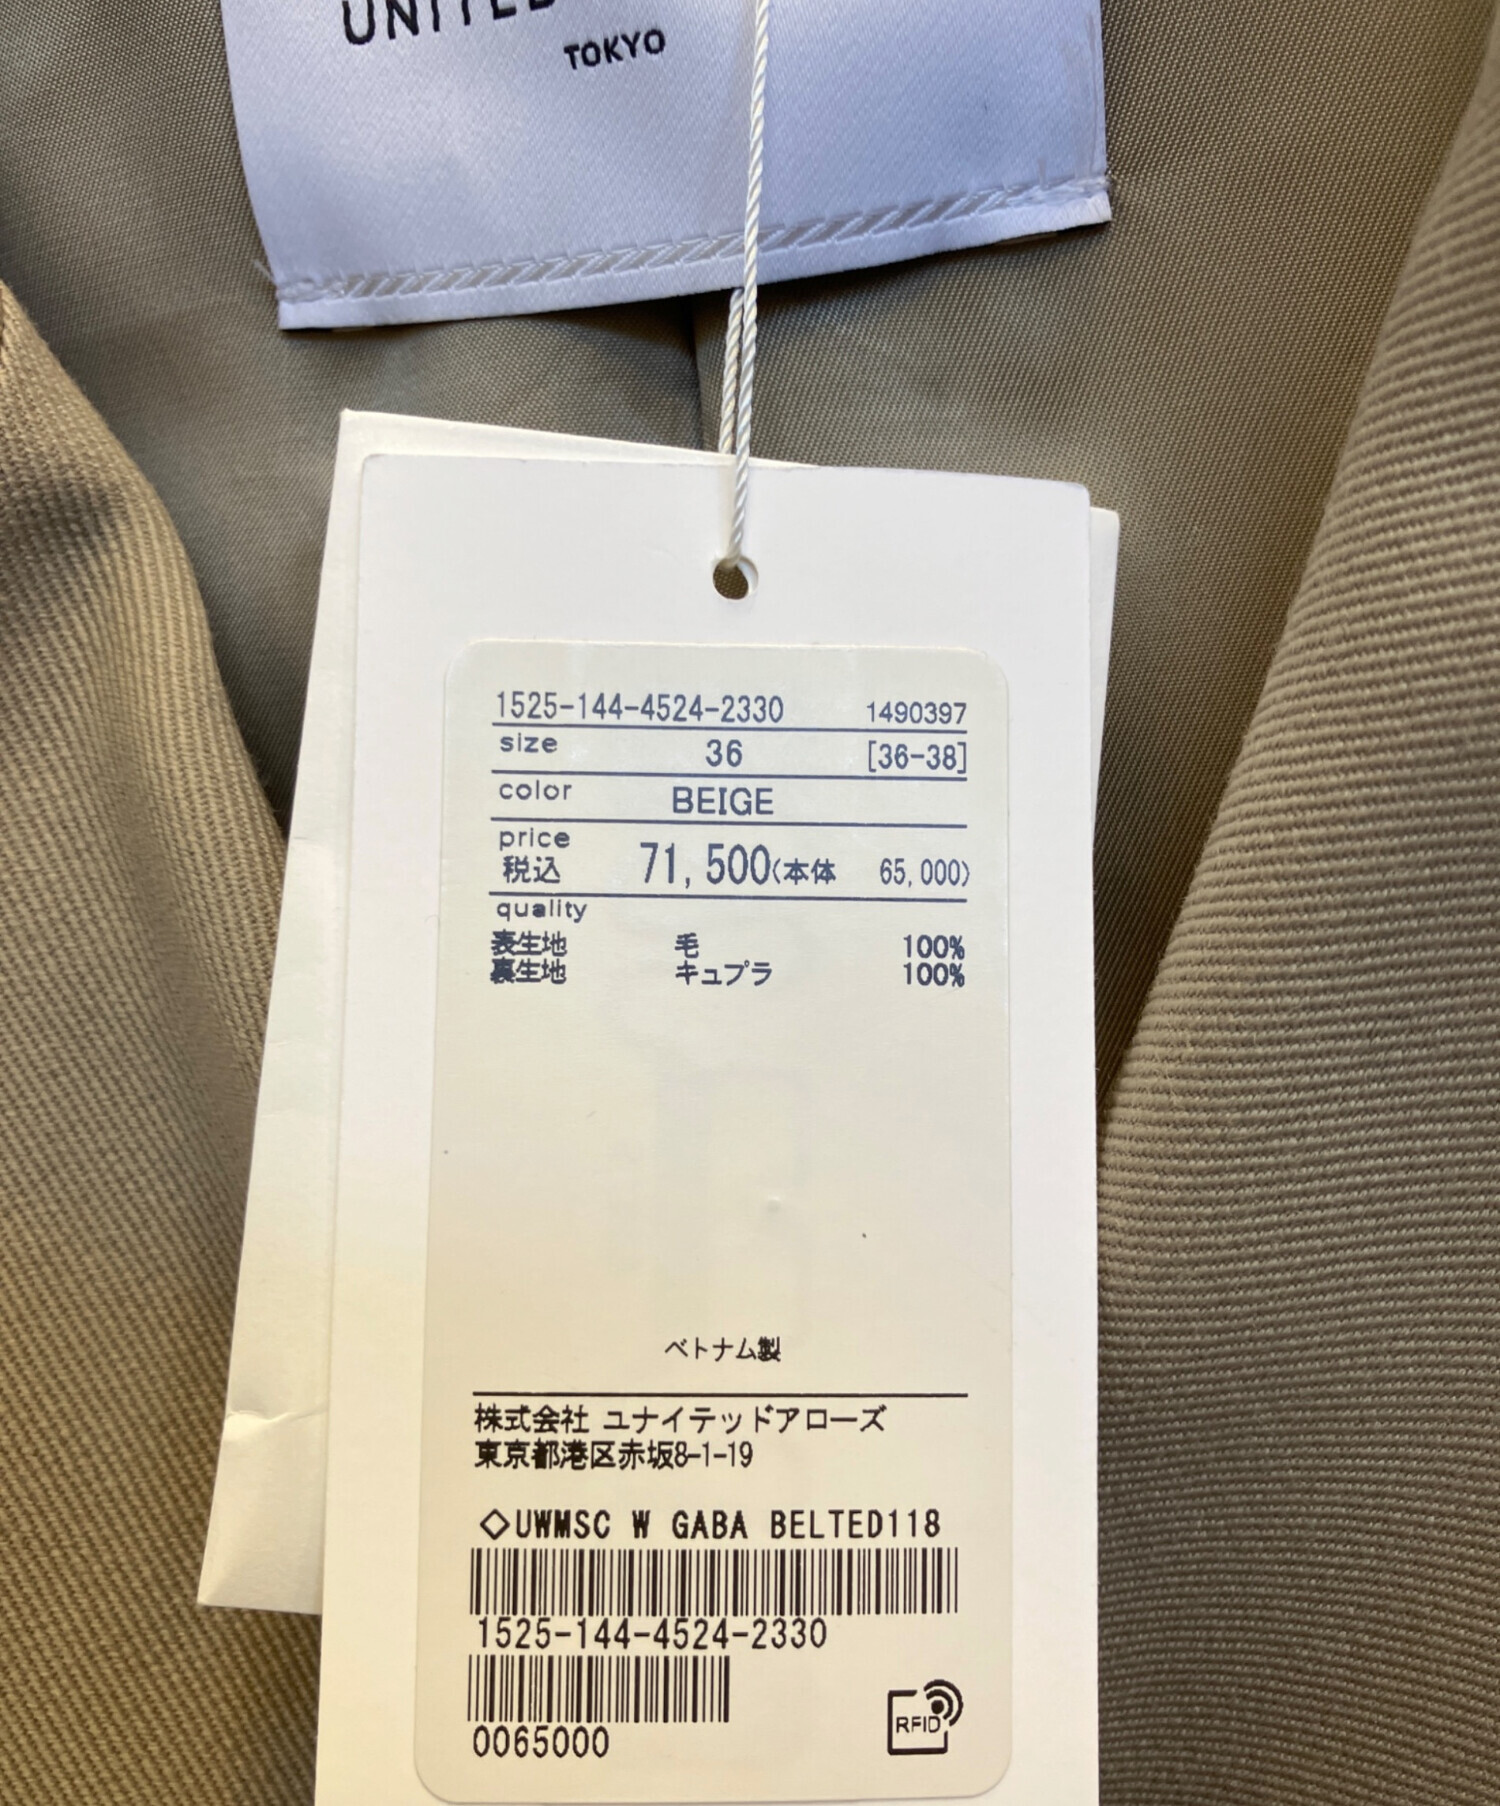 UNITED
TOKYO
1525-144-4524-2330 1490397
size 36 [36-38]
color BEIGE
price
税込 71,500(本体 65,000)
quality
表生地 毛 100%
裏生地 キュプラ 100%
ベトナム製
株式会社 ユナイテッドアローズ
東京都港区赤坂8-1-19
◇UWMSC W GABA BELTED118
1525-144-4524-2330
0065000
RFID